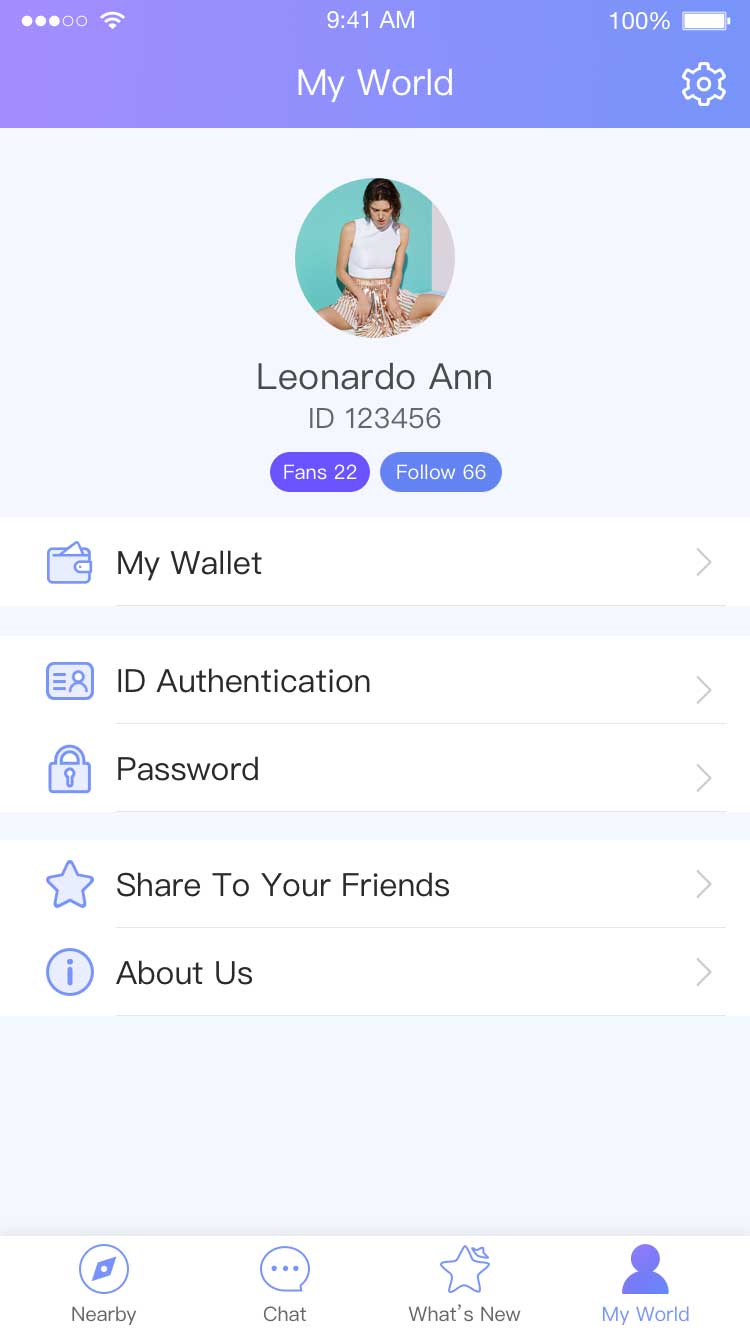 9:41 AM 100%
My World
Leonardo Ann
ID 123456
Fans 22 Follow 66
My Wallet
ID Authentication
Password
Share To Your Friends
About Us
Nearby Chat What's New My World